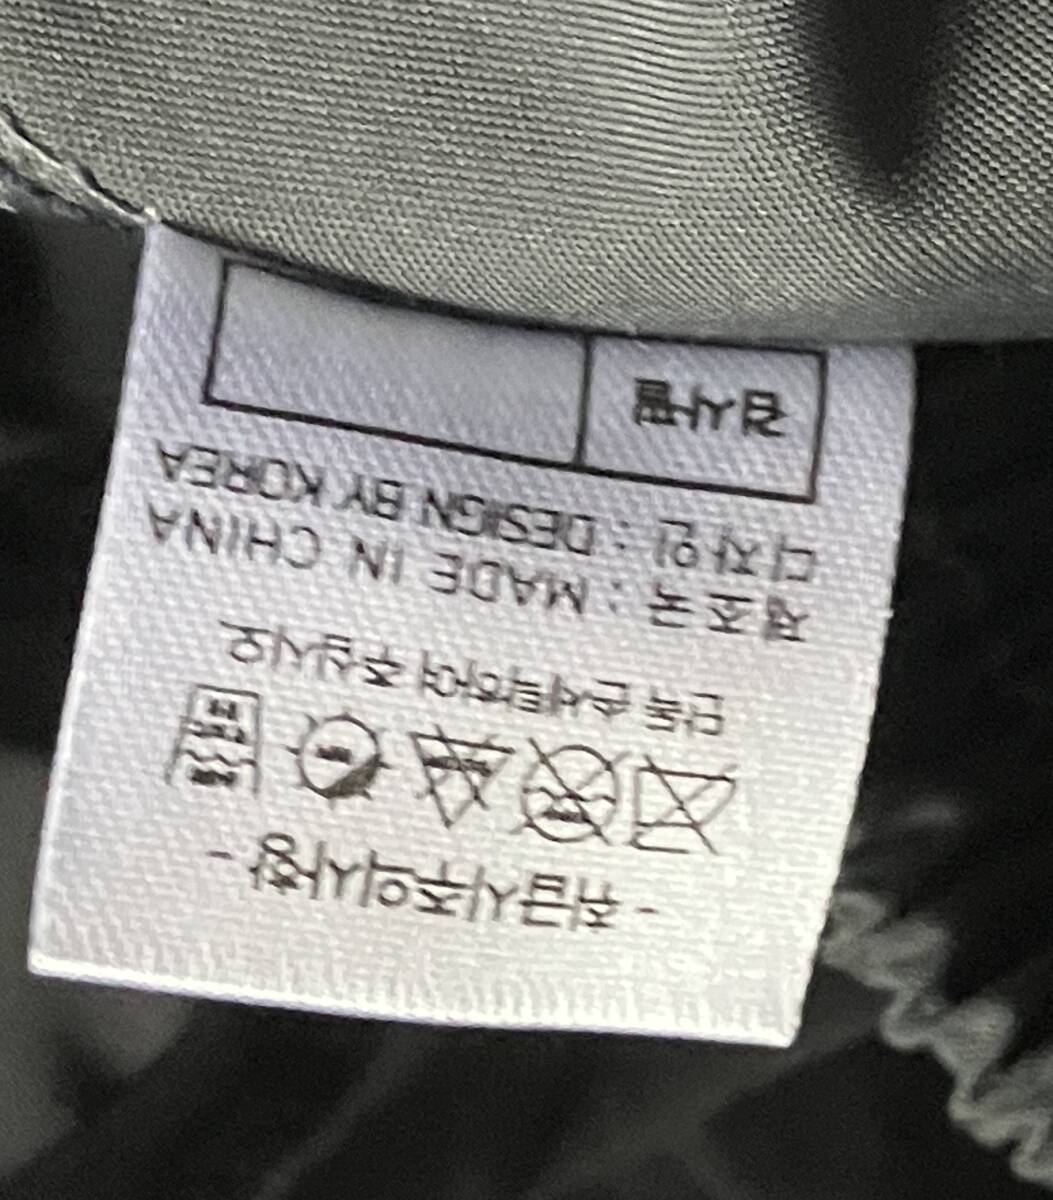 - 취급시주의사항 -
단독 손세탁하여 주십시오
제조국 : MADE IN CHINA
디자인 : DESIGN BY KOREA
검사필